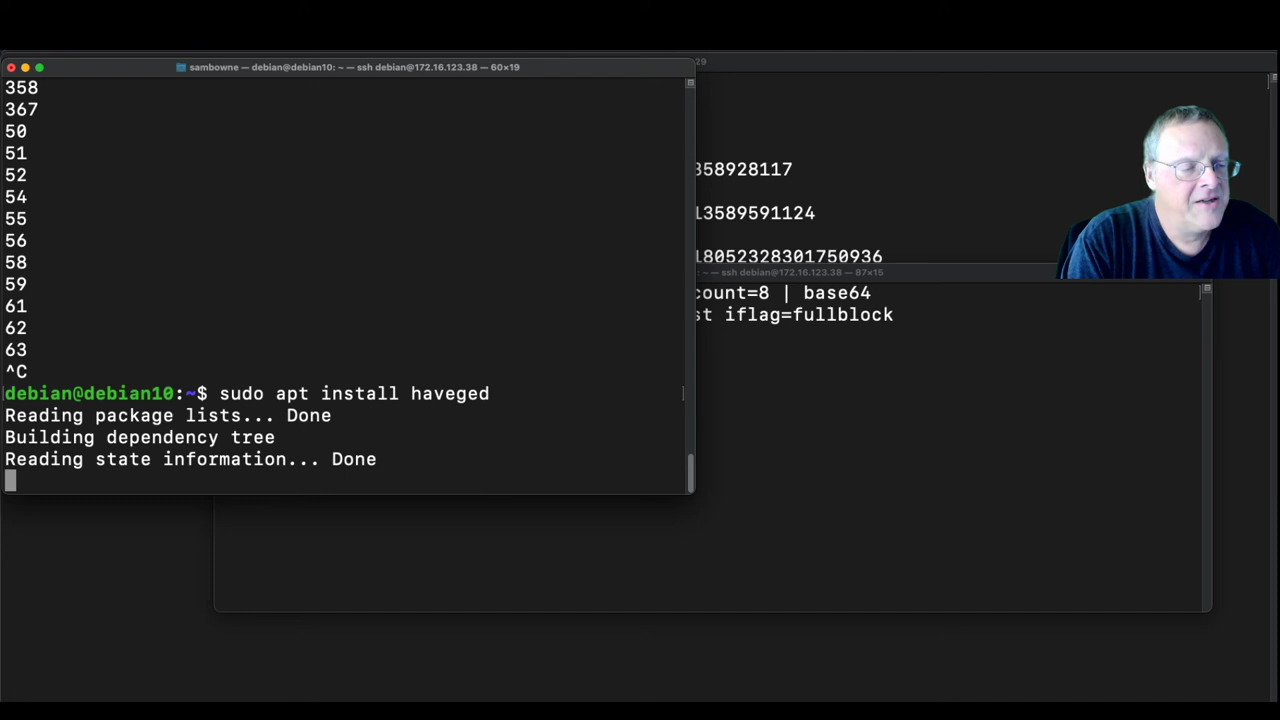 sambowne — debian@debian10: ~ — ssh debian@172.16.123.38 — 60×19
358
367
50
51
52
54
55
56
58
59
61
62
63
^C
debian@debian10:~$ sudo apt install haveged
Reading package lists... Done
Building dependency tree
Reading state information... Done
29
358928117
13589591124
18052328301750936
: ~ — ssh debian@172.16.123.38 — 87×15
count=8 | base64
st iflag=fullblock